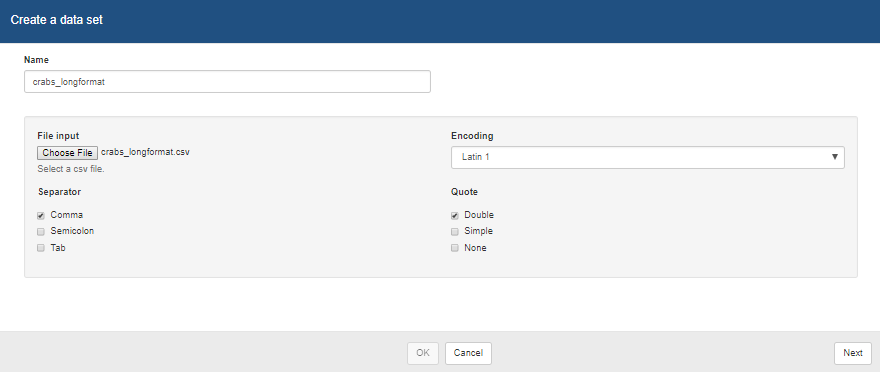 Create a data set
Name
crabs_longformat
File input
Encoding
Choose File crabs_longformat.csv
Latin 1
Select a csv file.
Separator
Quote
Comma
Double
Semicolon
Simple
Tab
None
OK
Cancel
Next